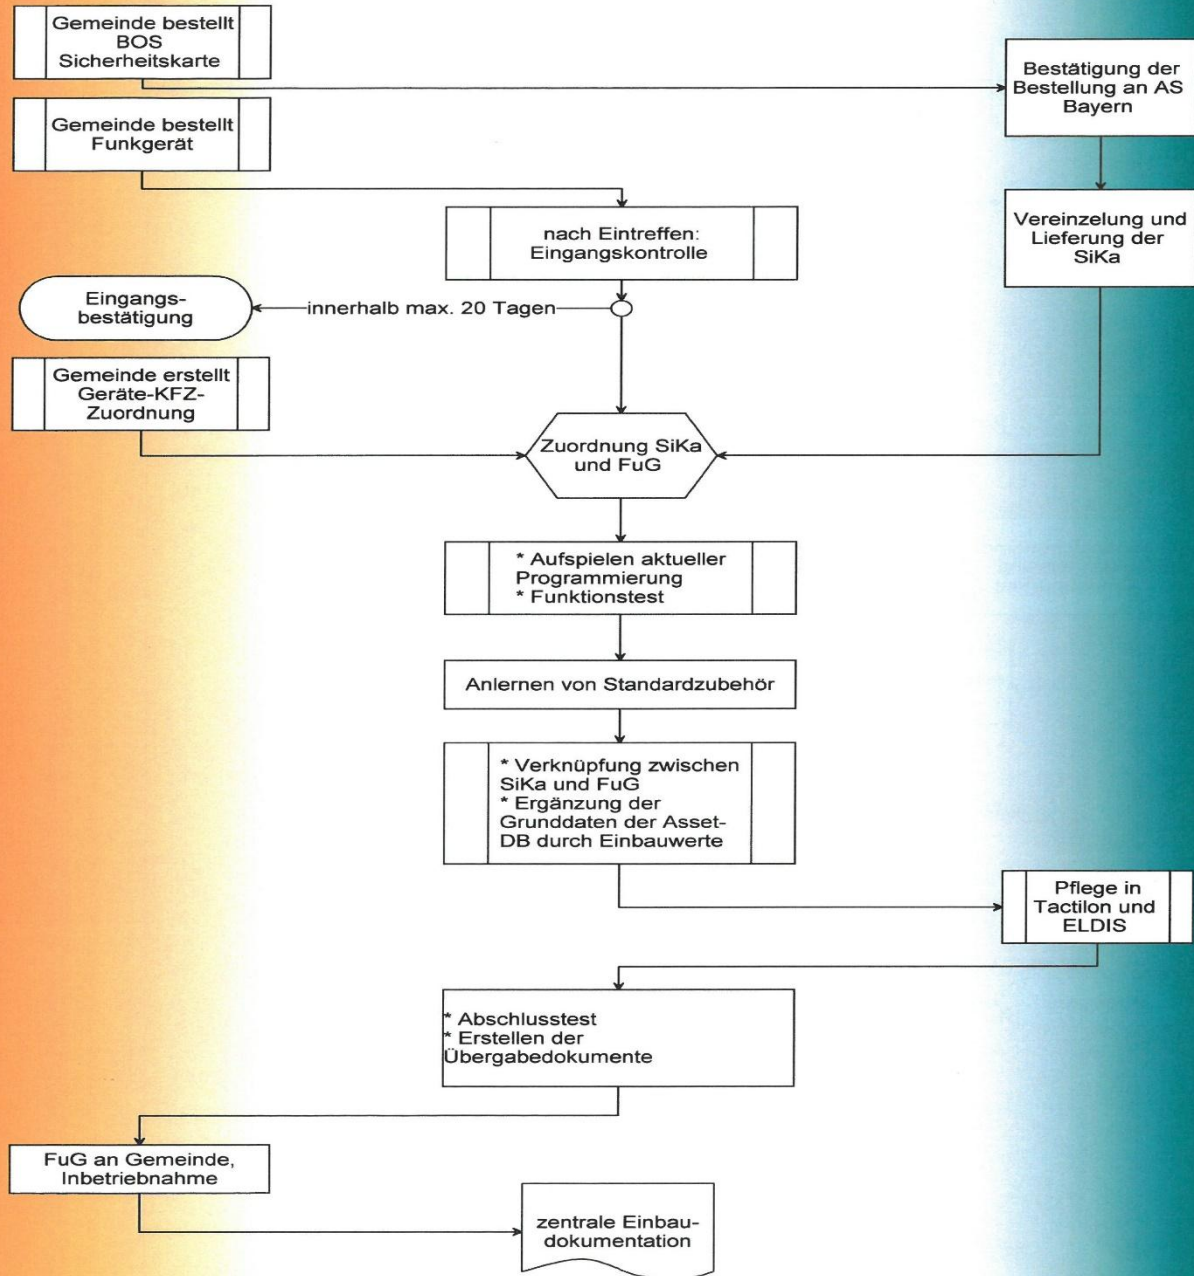 Gemeinde bestellt
BOS
Sicherheitskarte
Bestätigung der
Bestellung an AS
Bayern
Gemeinde bestellt
Funkgerät
nach Eintreffen:
Eingangskontrolle
Vereinzelung und
Lieferung der
SiKa
Eingangs-
bestätigung
innerhalb max. 20 Tagen
Gemeinde erstellt
Geräte-KFZ-
Zuordnung
Zuordnung SiKa
und FuG
* Aufspielen aktueller
Programmierung
* Funktionstest
Anlernen von Standardzubehör
* Verknüpfung zwischen
SiKa und FuG
* Ergänzung der
Grunddaten der Asset-
DB durch Einbauwerte
Pflege in
Tactilon und
ELDIS
* Abschlusstest
* Erstellen der
Übergabedokumente
FuG an Gemeinde,
Inbetriebnahme
zentrale Einbau-
dokumentation